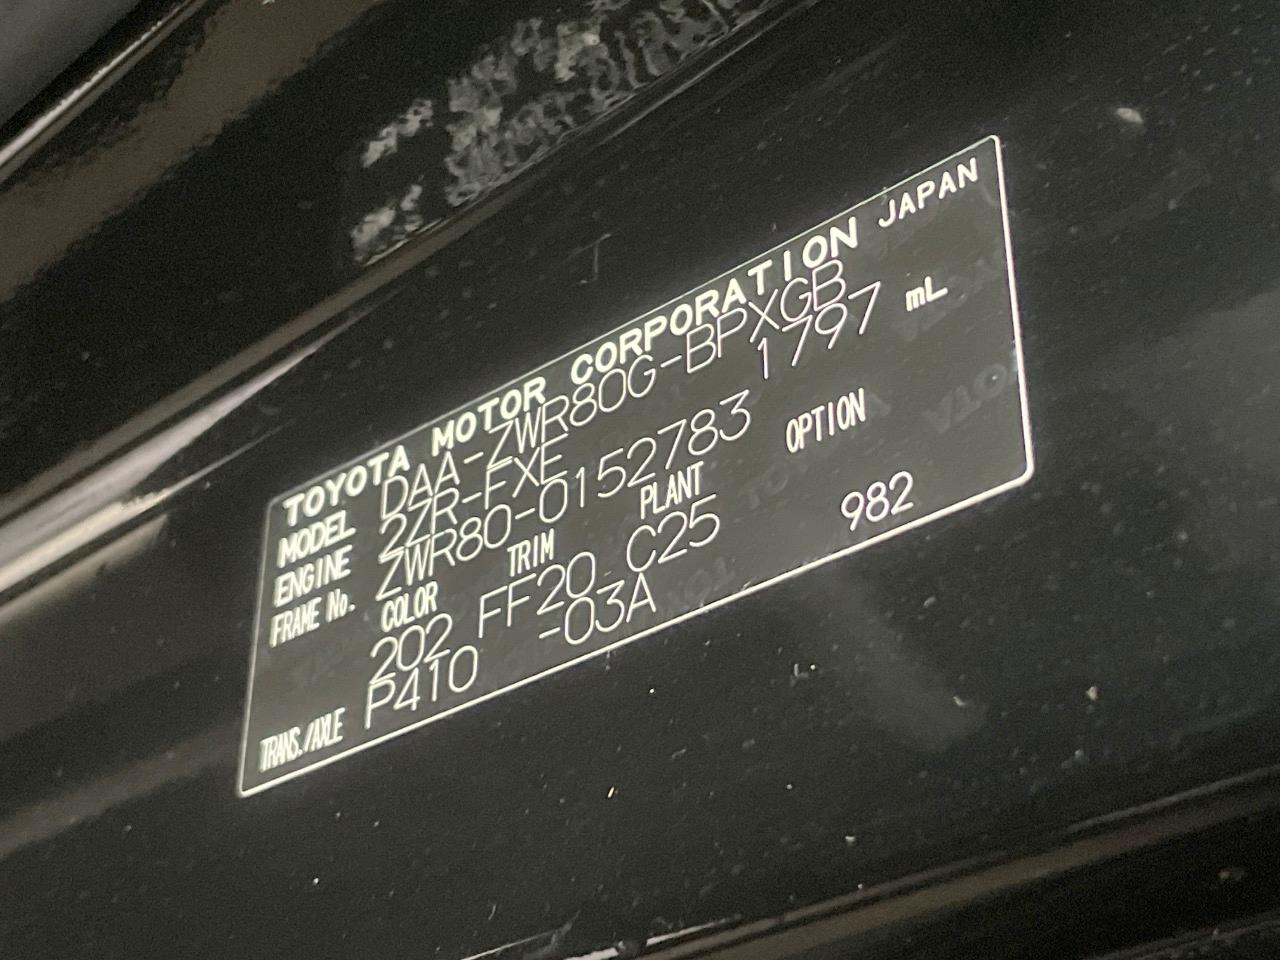 TOYOTA MOTOR CORPORATION JAPAN
MODEL DAA-ZWR80G-BPXGB
ENGINE 2ZR-FXE 1797 mL
FRAME No. ZWR80-0152783
COLOR TRIM PLANT OPTION
202 FF20 C25 982
TRANS./AXLE P410 -03A